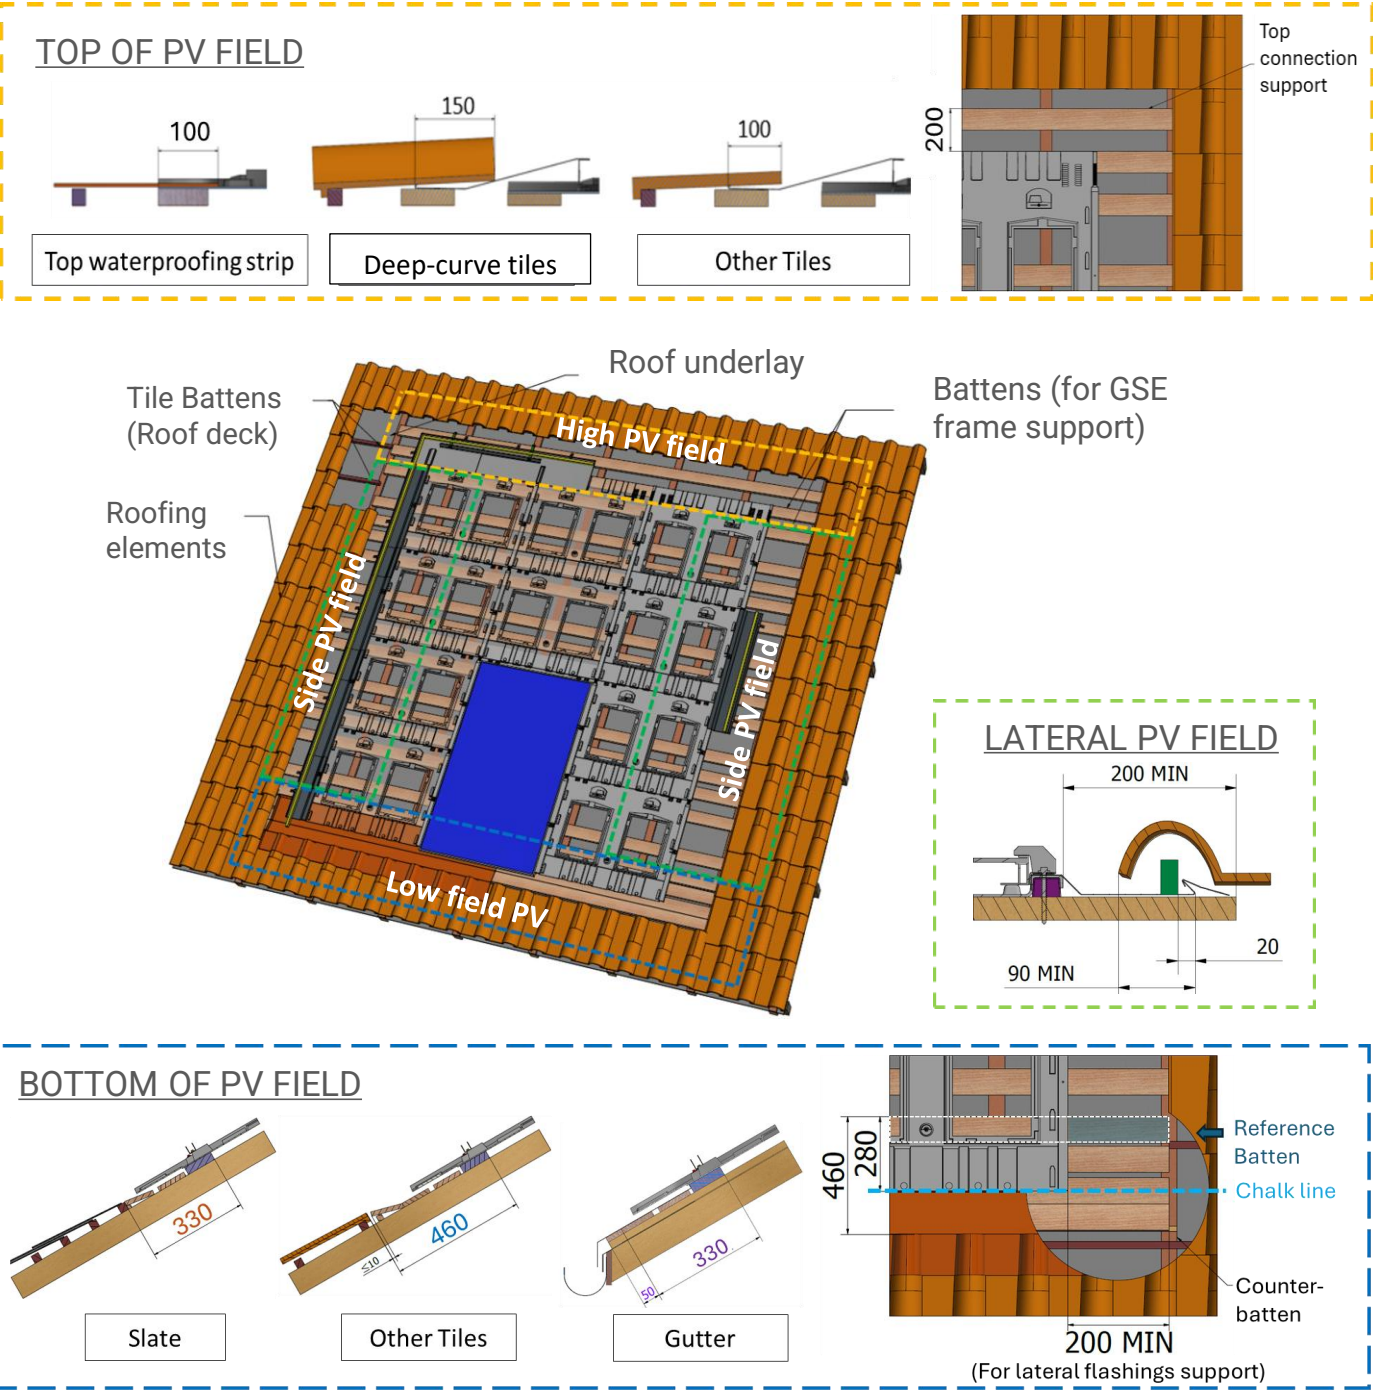 TOP OF PV FIELD
100
150
100
200
Top
connection
support
Top waterproofing strip
Deep-curve tiles
Other Tiles
Roof underlay
Tile Battens
(Roof deck)
Battens (for GSE
frame support)
High PV field
Roofing
elements
Side PV field
Side PV field
Low field PV
LATERAL PV FIELD
200 MIN
20
90 MIN
BOTTOM OF PV FIELD
330
≤10
460
50
330
460
280
Reference
Batten
Chalk line
Counter-
batten
Slate
Other Tiles
Gutter
200 MIN
(For lateral flashings support)